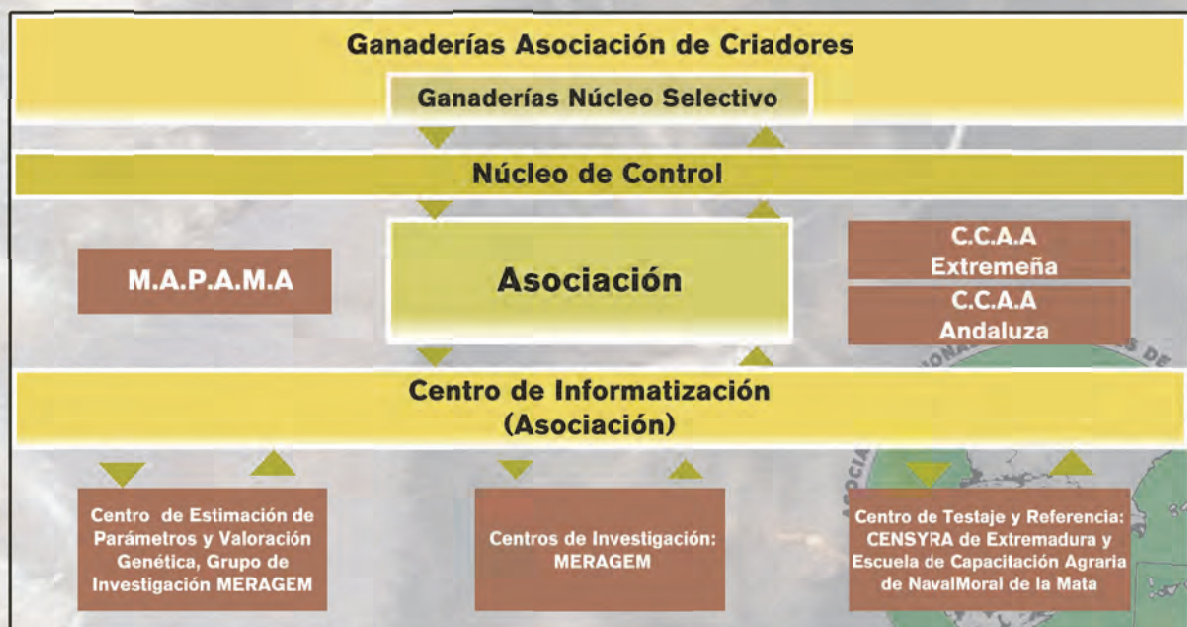 Ganaderías Asociación de Criadores
Ganaderías Núcleo Selectivo
Núcleo de Control
M.A.P.A.M.A
Asociación
C.C.A.A
Extremeña
C.C.A.A
Andaluza
Centro de Informatización
(Asociación)
Centro de Estimación de
Parámetros y Valoración
Genética, Grupo de
Investigación MERAGEM
Centros de Investigación:
MERAGEM
Centro de Testaje y Referencia:
CENSYRA de Extremadura y
Escuela de Capacitación Agraria
de NavalMoral de la Mata